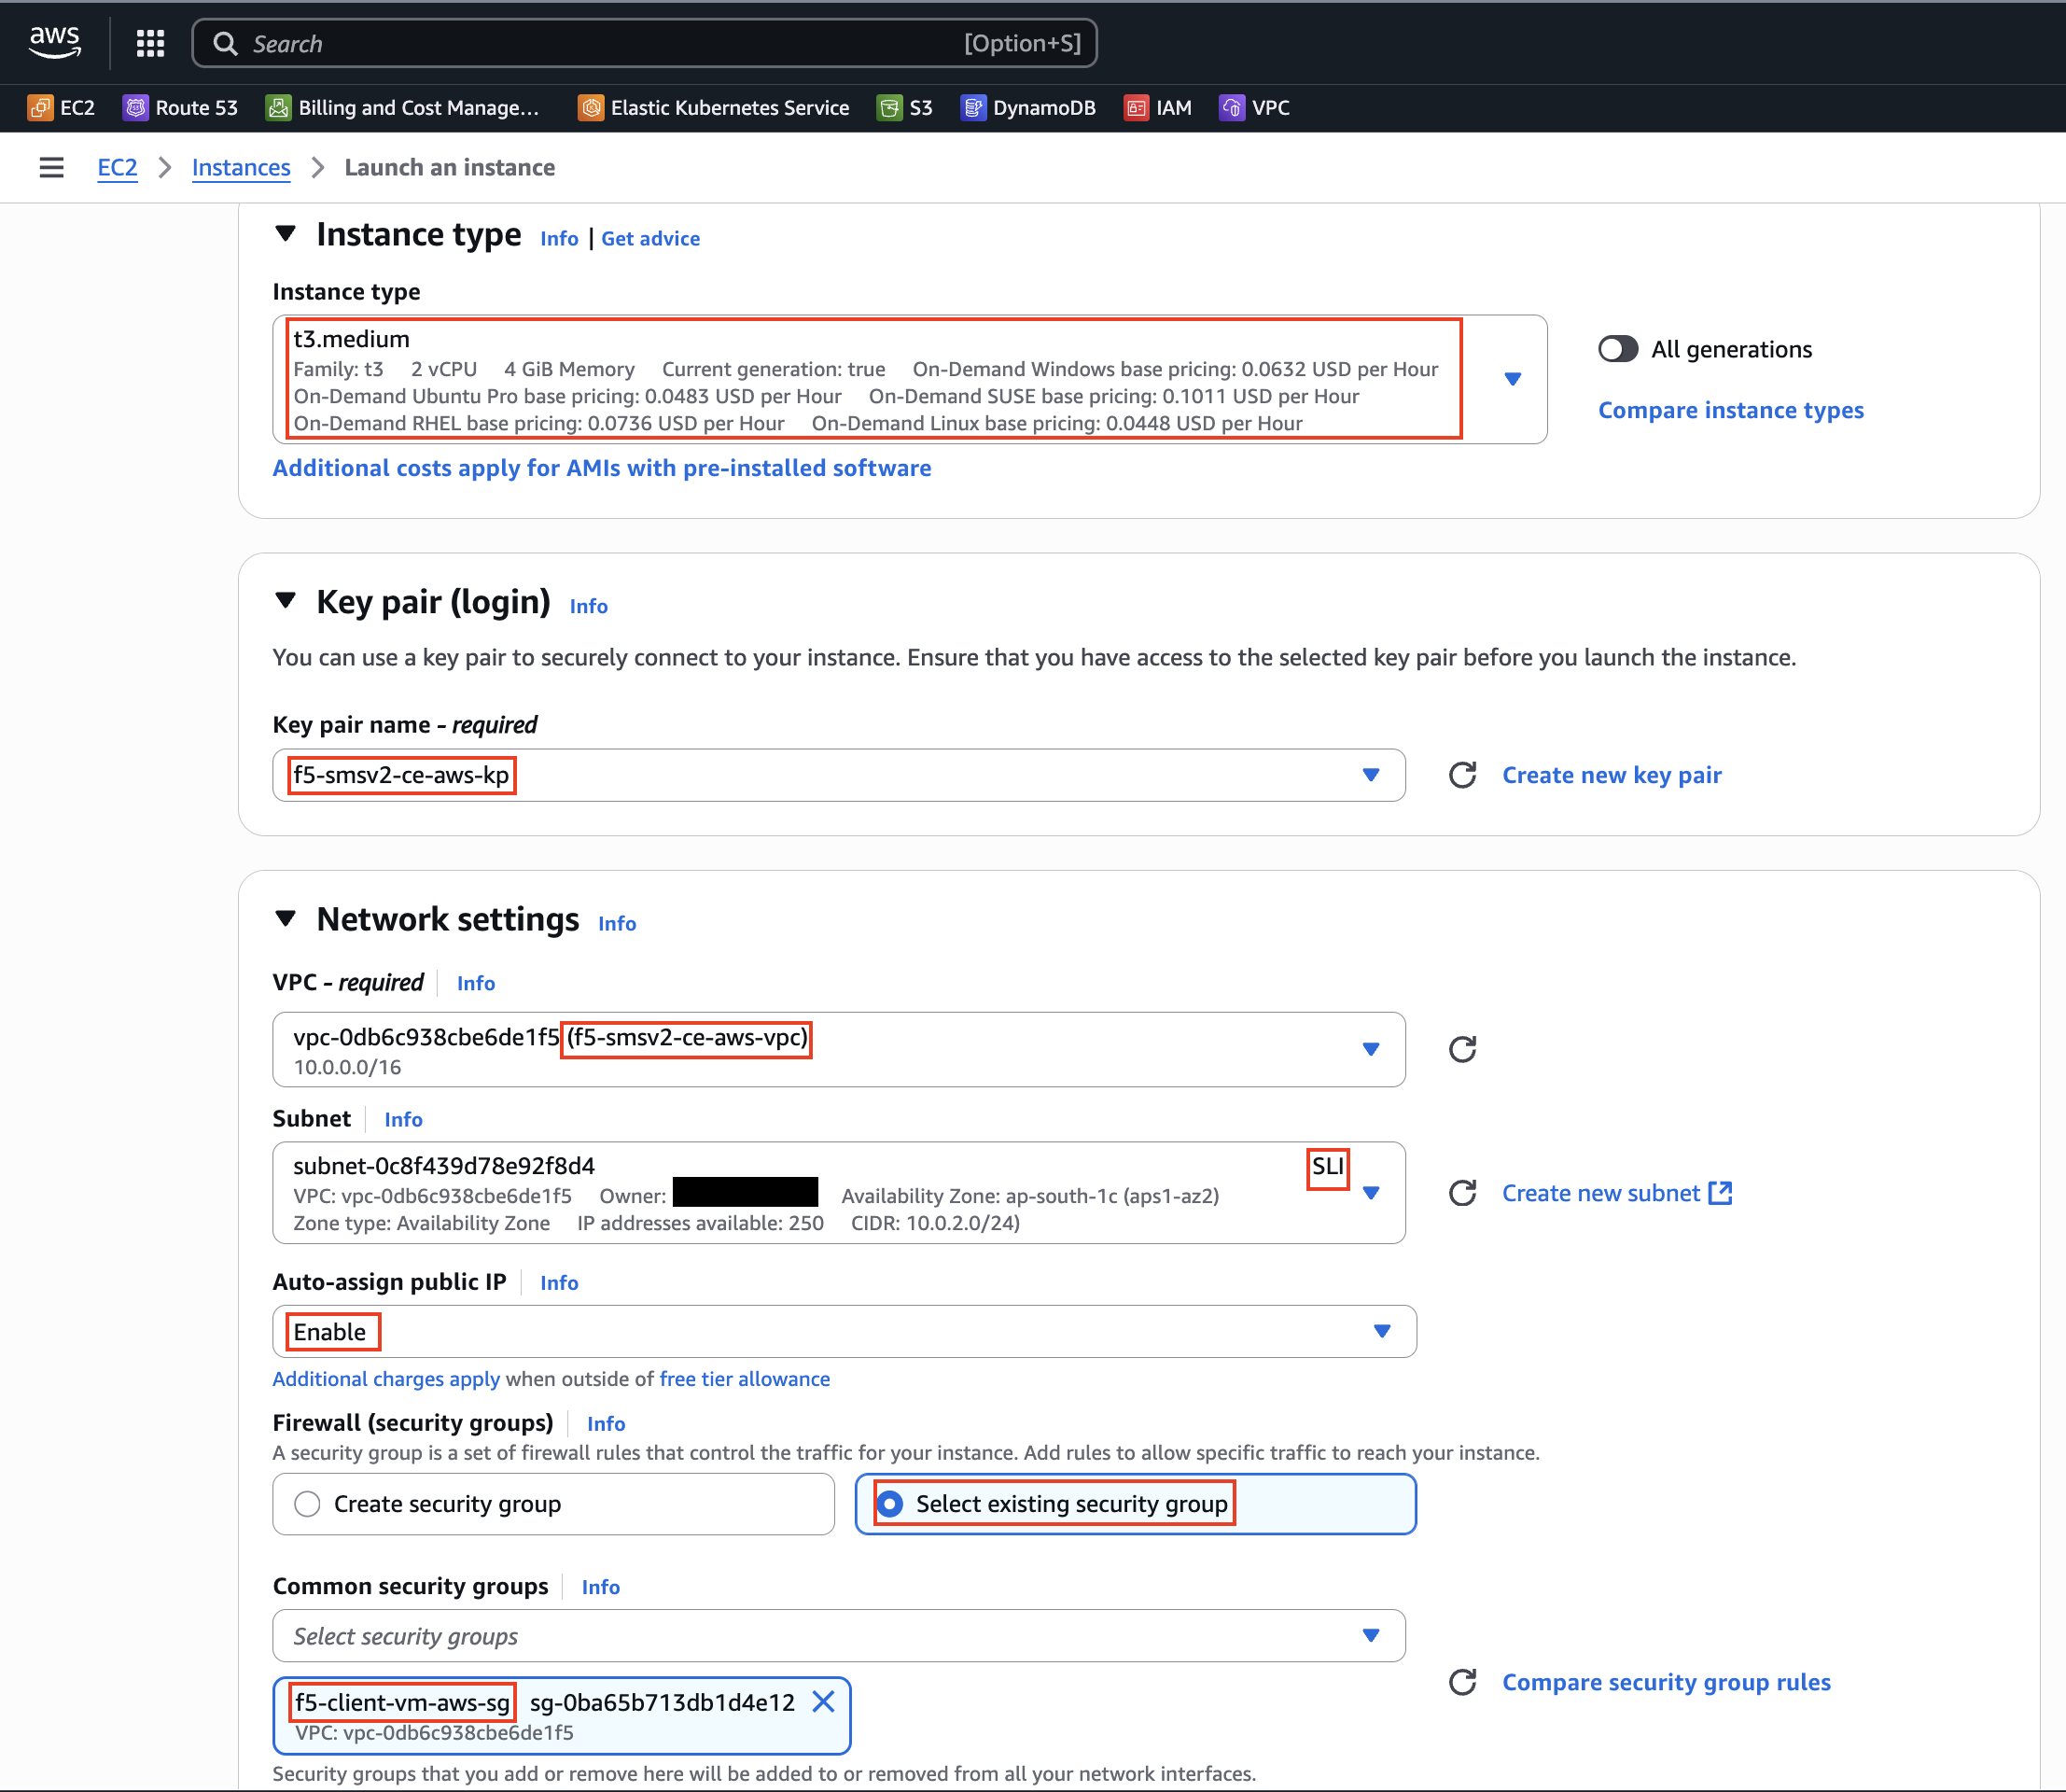 aws
Search [Option+S]
EC2 Route 53 Billing and Cost Manage... Elastic Kubernetes Service S3 DynamoDB IAM VPC
EC2 > Instances > Launch an instance
Instance type Info | Get advice
Instance type
t3.medium
Family: t3 2 vCPU 4 GiB Memory Current generation: true On-Demand Windows base pricing: 0.0632 USD per Hour
On-Demand Ubuntu Pro base pricing: 0.0483 USD per Hour On-Demand SUSE base pricing: 0.1011 USD per Hour
On-Demand RHEL base pricing: 0.0736 USD per Hour On-Demand Linux base pricing: 0.0448 USD per Hour
All generations
Compare instance types
Additional costs apply for AMIs with pre-installed software
Key pair (login) Info
You can use a key pair to securely connect to your instance. Ensure that you have access to the selected key pair before you launch the instance.
Key pair name - required
f5-smsv2-ce-aws-kp
Create new key pair
Network settings Info
VPC - required Info
vpc-0db6c938cbe6de1f5 (f5-smsv2-ce-aws-vpc)
10.0.0.0/16
Subnet Info
subnet-0c8f439d78e92f8d4 SLI
VPC: vpc-0db6c938cbe6de1f5 Owner: Availability Zone: ap-south-1c (aps1-az2)
Zone type: Availability Zone IP addresses available: 250 CIDR: 10.0.2.0/24)
Create new subnet
Auto-assign public IP Info
Enable
Additional charges apply when outside of free tier allowance
Firewall (security groups) Info
A security group is a set of firewall rules that control the traffic for your instance. Add rules to allow specific traffic to reach your instance.
Create security group
Select existing security group
Common security groups Info
Select security groups
f5-client-vm-aws-sg sg-0ba65b713db1d4e12
VPC: vpc-0db6c938cbe6de1f5
Compare security group rules
Security groups that you add or remove here will be added to or removed from all your network interfaces.